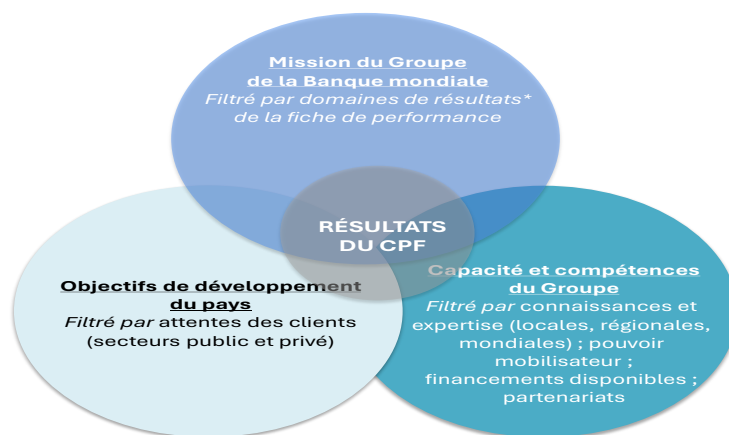 Mission du Groupe
de la Banque mondiale
Filtré par domaines de résultats*
de la fiche de performance
RÉSULTATS
DU CPF
Objectifs de développement
du pays
Filtré par attentes des clients
(secteurs public et privé)
Capacité et compétences
du Groupe
Filtré par connaissances et
expertise (locales, régionales,
mondiales) ; pouvoir
mobilisateur ;
financements disponibles ;
partenariats